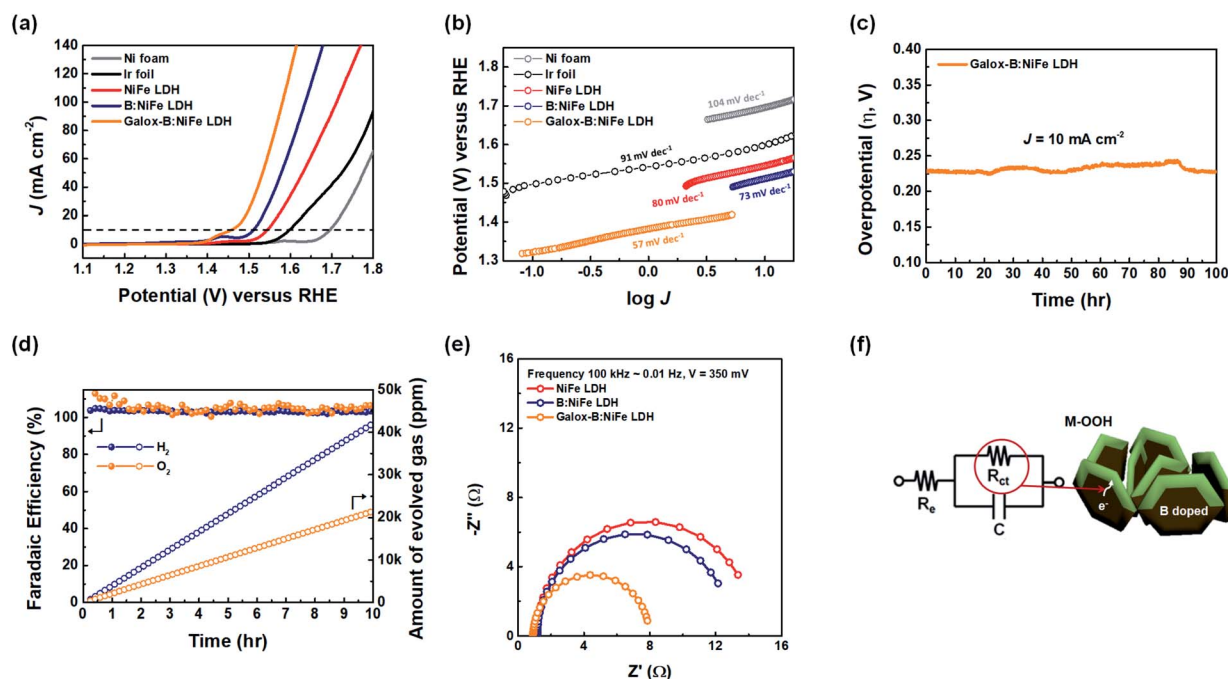 (a)
140
120
100
80
60
40
20
0
J (mA cm⁻²)
Ni foam
Ir foil
NiFe LDH
B:NiFe LDH
Galox-B:NiFe LDH
1.1 1.2 1.3 1.4 1.5 1.6 1.7 1.8
Potential (V) versus RHE
(b)
1.8
1.7
1.6
1.5
1.4
1.3
Potential (V) versus RHE
Ni foam
Ir foil
NiFe LDH
B:NiFe LDH
Galox-B:NiFe LDH
104 mV dec⁻¹
91 mV dec⁻¹
80 mV dec⁻¹
73 mV dec⁻¹
57 mV dec⁻¹
-1.0 -0.5 0.0 0.5 1.0
log J
(c)
0.40
0.35
0.30
0.25
0.20
0.15
0.10
Overpotential (η, V)
Galox-B:NiFe LDH
J = 10 mA cm⁻²
0 10 20 30 40 50 60 70 80 90 100
Time (hr)
(d)
100
80
60
40
20
0
Faradaic Efficiency (%)
H₂
O₂
50k
40k
30k
20k
10k
0
Amount of evolved gas (ppm)
0 1 2 3 4 5 6 7 8 9 10
Time (hr)
(e)
16
12
8
4
0
-Z'' (Ω)
Frequency 100 kHz ~ 0.01 Hz, V = 350 mV
NiFe LDH
B:NiFe LDH
Galox-B:NiFe LDH
0 4 8 12 16
Z' (Ω)
(f)
M-OOH
Rct
Re
C
e⁻
B doped